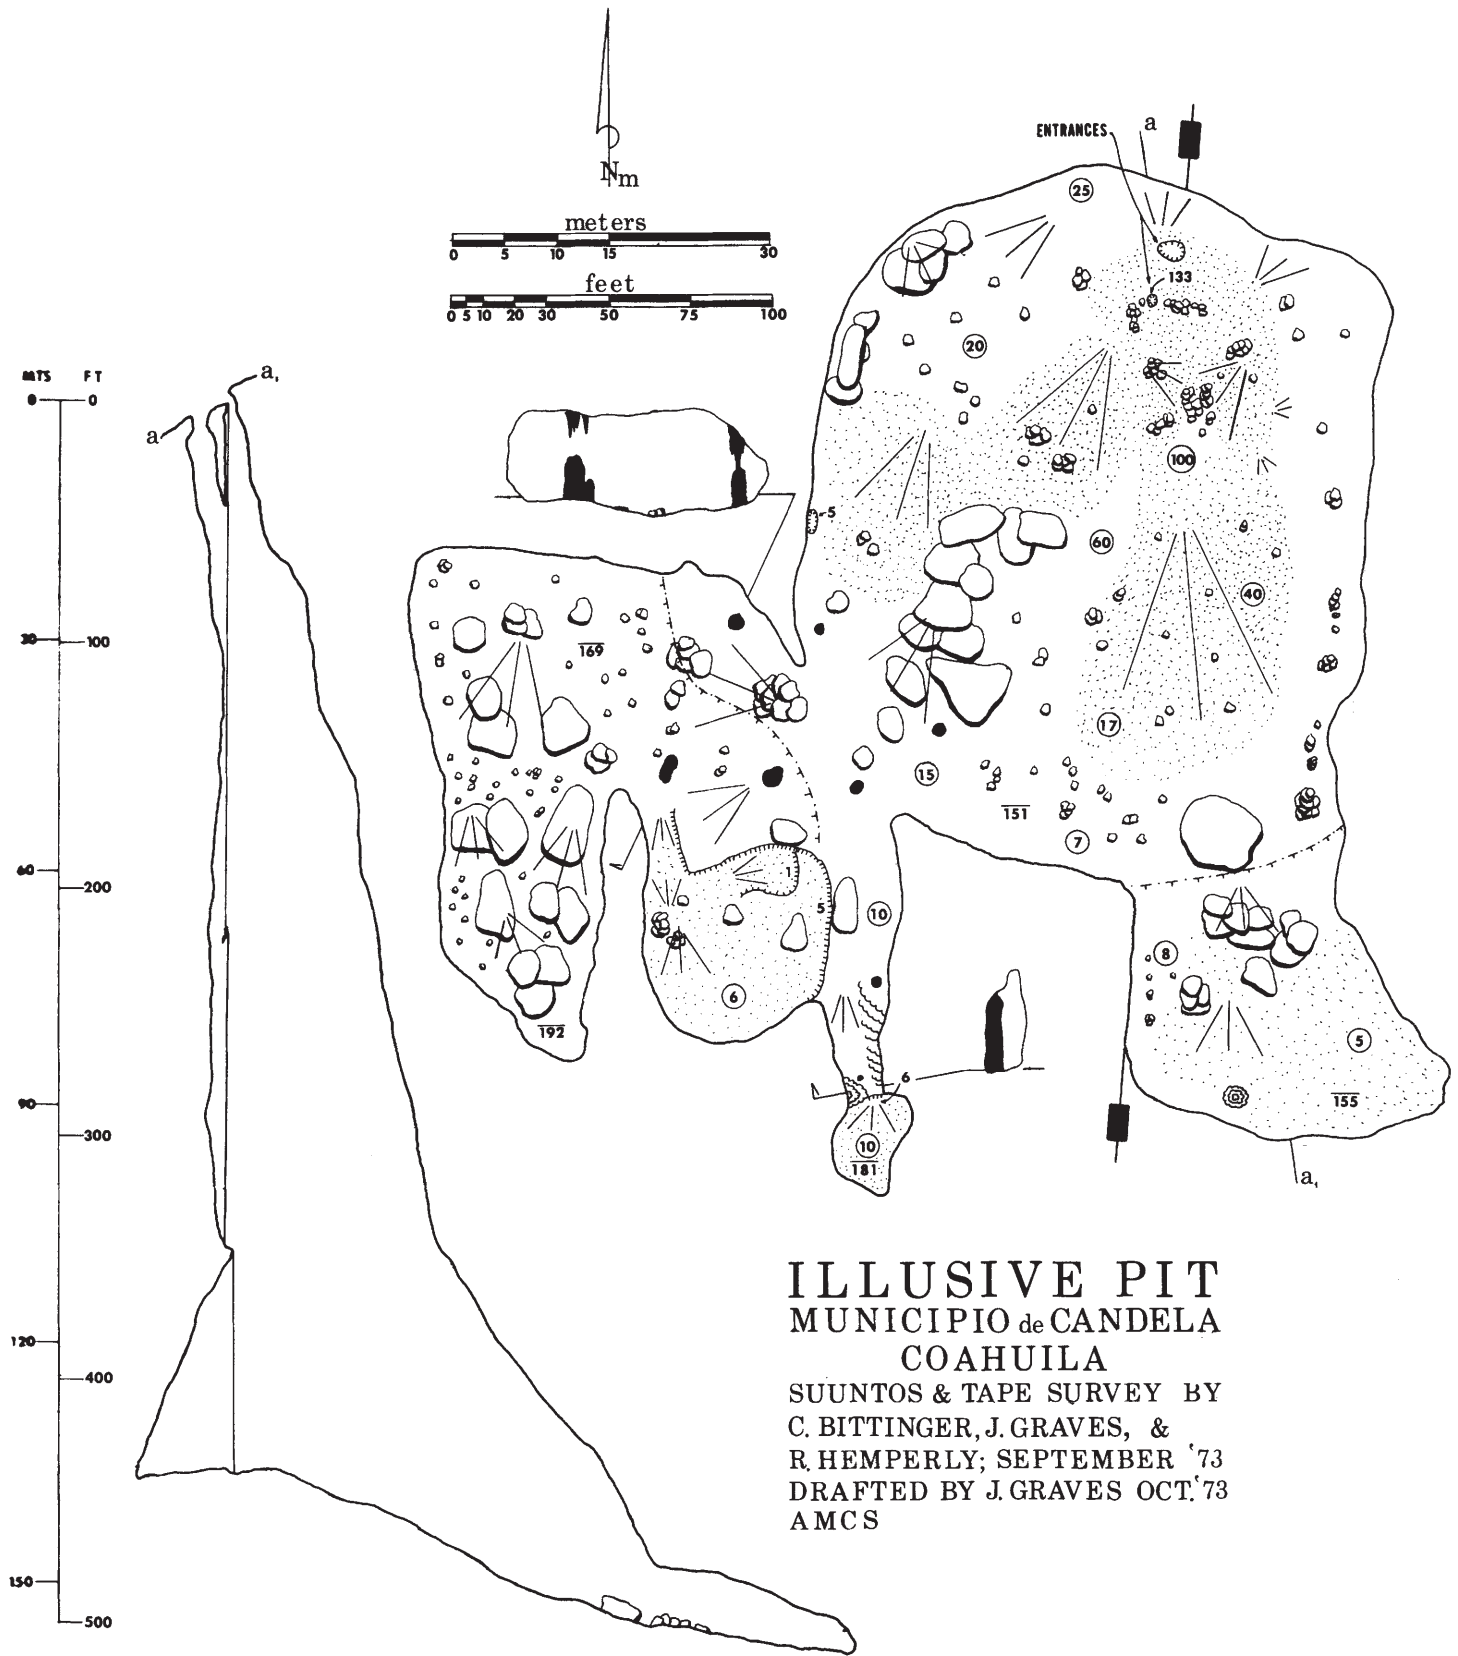 Nm
meters
0 5 10 15 30
feet
0 5 10 20 30 50 75 100
ENTRANCES
a
25
133
20
100
5
60
40
169
17
15
151
7
1
5
10
8
6
192
5
155
6
10
181
a,
MTS FT
a,
0 0
a
30 100
60 200
90 300
120 400
150 500
ILLUSIVE PIT
MUNICIPIO de CANDELA
COAHUILA
SUUNTOS & TAPE SURVEY BY
C. BITTINGER, J. GRAVES, &
R. HEMPERLY; SEPTEMBER '73
DRAFTED BY J. GRAVES OCT. '73
AMCS